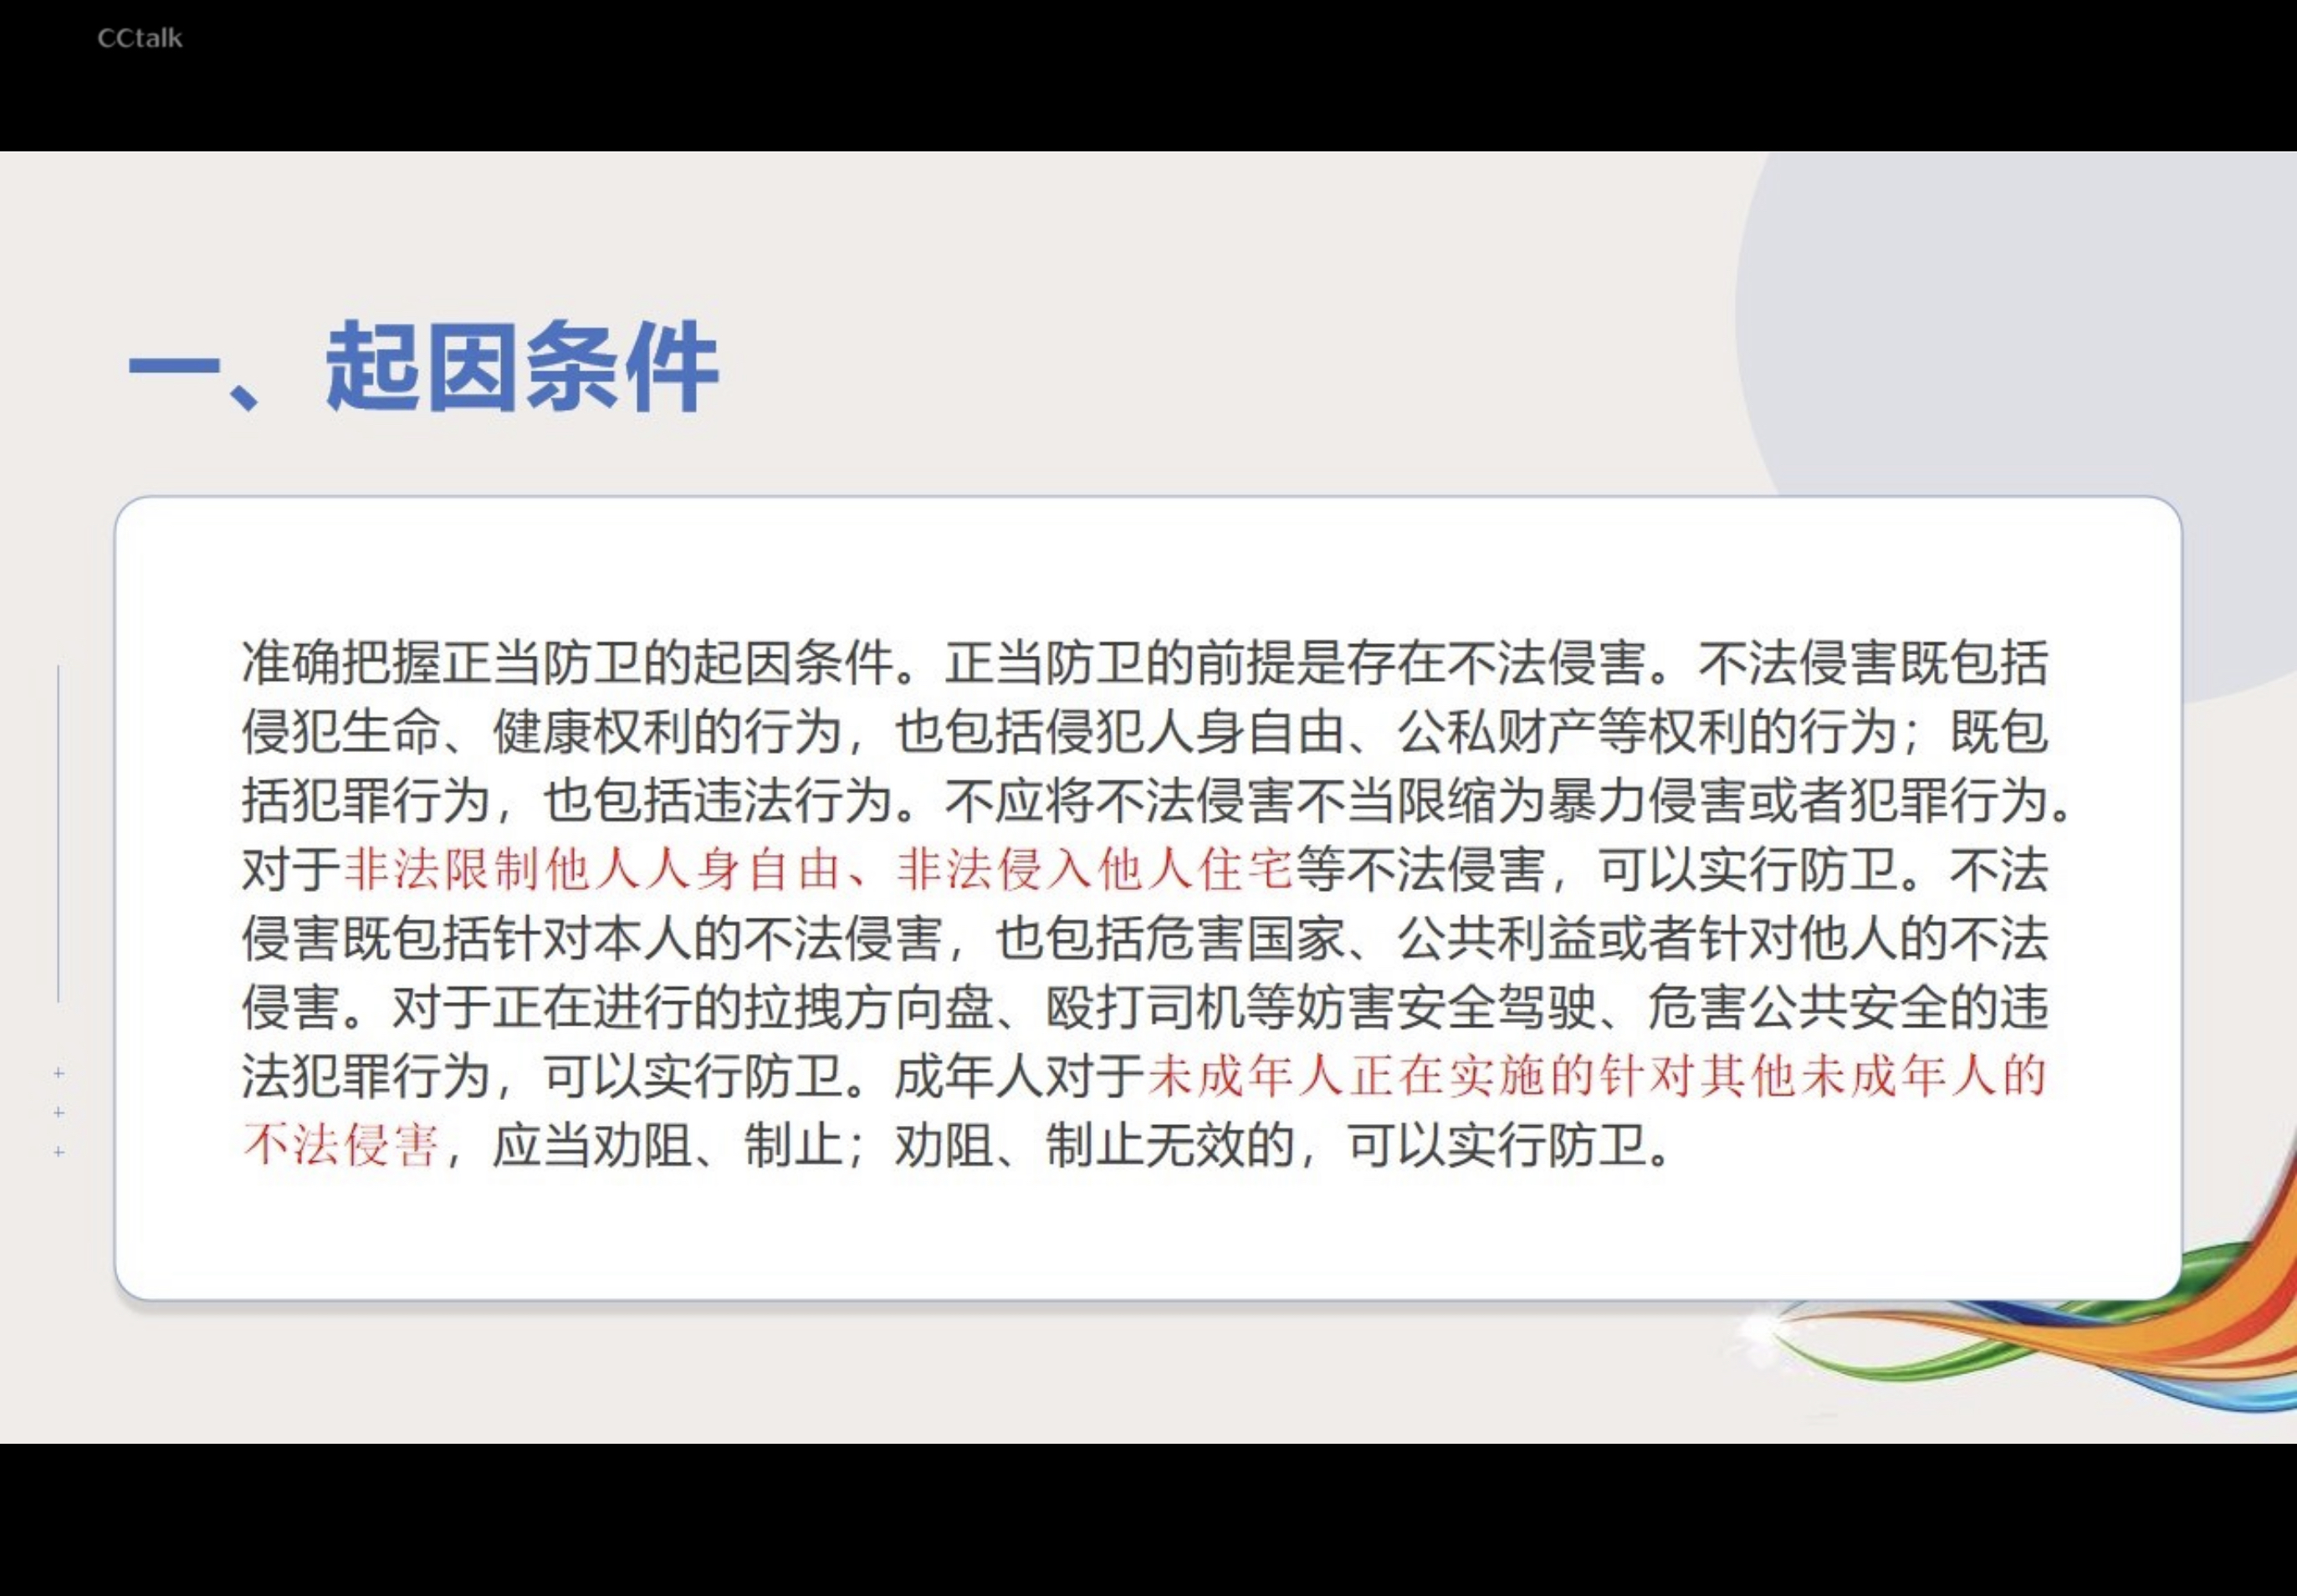 CCtalk
一、起因条件
准确把握正当防卫的起因条件。正当防卫的前提是存在不法侵害。不法侵害既包括
侵犯生命、健康权利的行为，也包括侵犯人身自由、公私财产等权利的行为；既包
括犯罪行为，也包括违法行为。不应将不法侵害不当限缩为暴力侵害或者犯罪行为。
对于非法限制他人人身自由、非法侵入他人住宅等不法侵害，可以实行防卫。不法
侵害既包括针对本人的不法侵害，也包括危害国家、公共利益或者针对他人的不法
侵害。对于正在进行的拉拽方向盘、殴打司机等妨害安全驾驶、危害公共安全的违
法犯罪行为，可以实行防卫。成年人对于未成年人正在实施的针对其他未成年人的
不法侵害，应当劝阻、制止；劝阻、制止无效的，可以实行防卫。